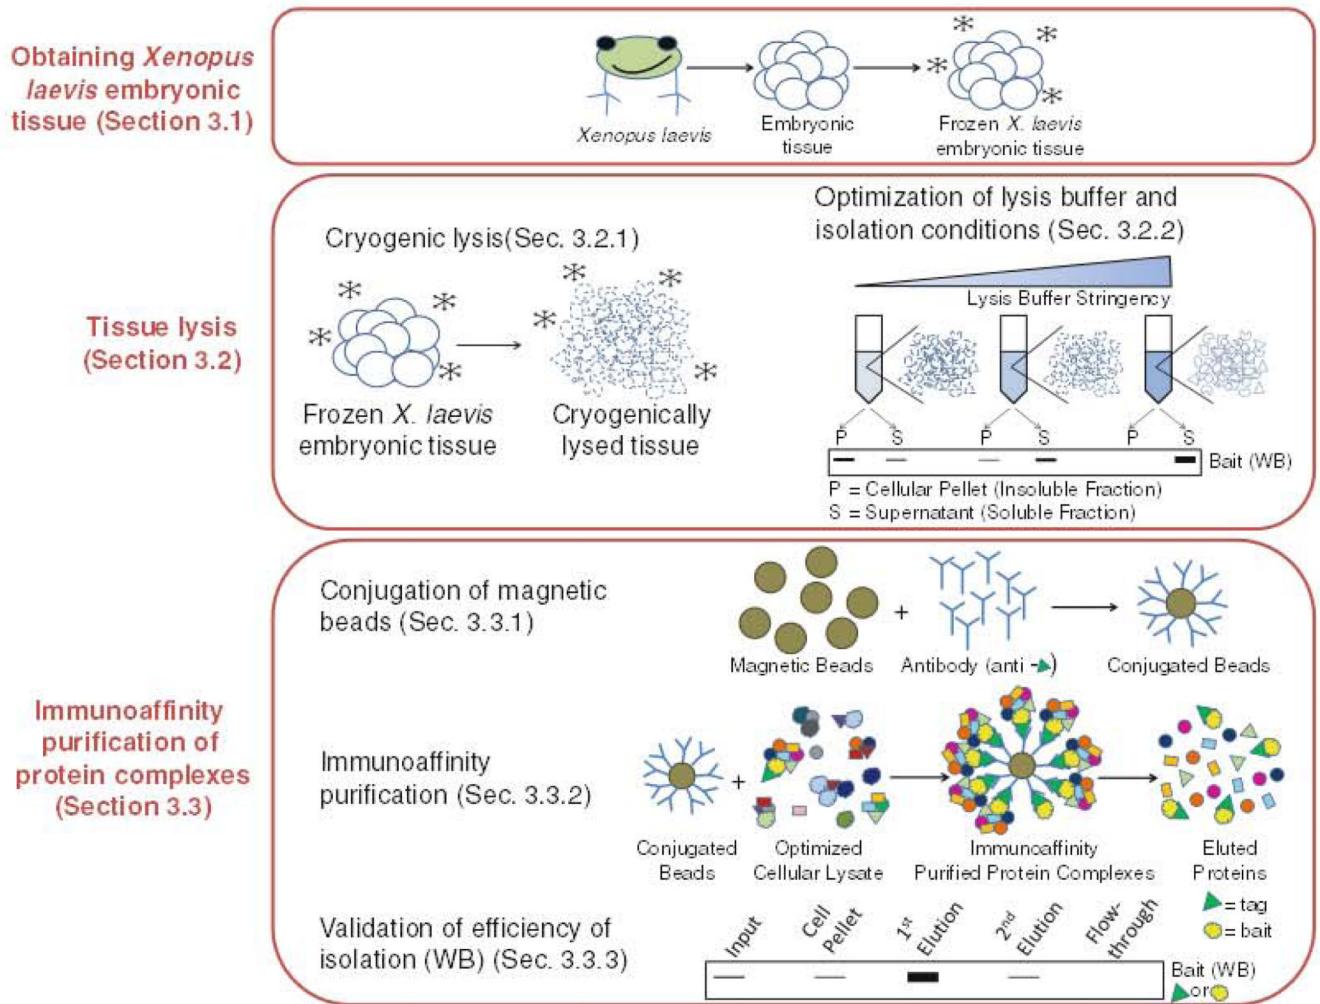 Obtaining Xenopus
laevis embryonic
tissue (Section 3.1)
Xenopus laevis
Embryonic
tissue
Frozen X. laevis
embryonic tissue
Tissue lysis
(Section 3.2)
Cryogenic lysis(Sec. 3.2.1)
Frozen X. laevis
embryonic tissue
Cryogenically
lysed tissue
Optimization of lysis buffer and
isolation conditions (Sec. 3.2.2)
Lysis Buffer Stringency
P S P S P S
Bait (WB)
P = Cellular Pellet (Insoluble Fraction)
S = Supernatant (Soluble Fraction)
Immunoaffinity
purification of
protein complexes
(Section 3.3)
Conjugation of magnetic
beads (Sec. 3.3.1)
+
Magnetic Beads
Antibody (anti - )
Conjugated Beads
Immunoaffinity
purification (Sec. 3.3.2)
+
Conjugated
Beads
Optimized
Cellular Lysate
Immunoaffinity
Purified Protein Complexes
Eluted
Proteins
= tag
= bait
Validation of efficiency of
isolation (WB) (Sec. 3.3.3)
Input
Cell
Pellet
1st
Elution
2nd
Elution
Flow-
through
Bait (WB)
or